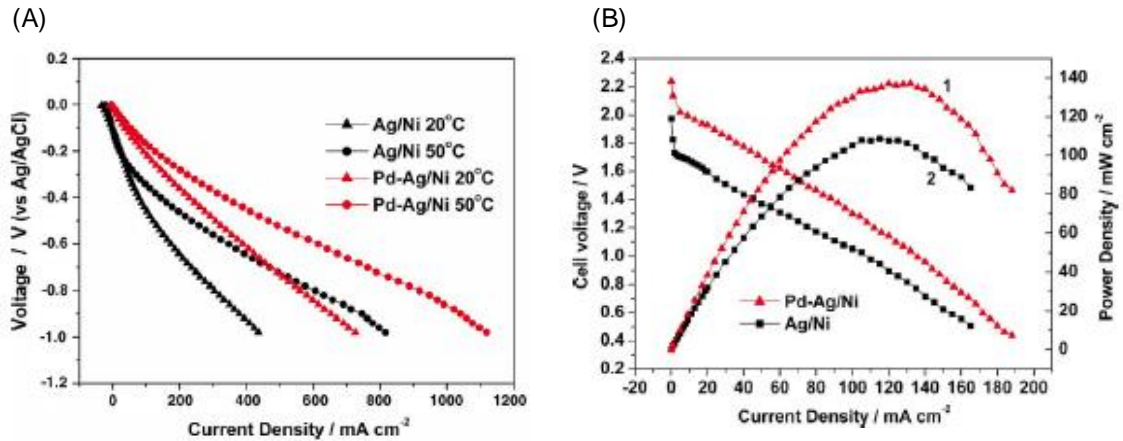 (A)
0.2
0.0
-0.2
-0.4
-0.6
-0.8
-1.0
-1.2
Voltage / V (vs Ag/AgCl)
Ag/Ni 20°C
Ag/Ni 50°C
Pd-Ag/Ni 20°C
Pd-Ag/Ni 50°C
0 200 400 600 800 1000 1200
Current Density / mA cm-2
(B)
2.4
2.2
2.0
1.8
1.6
1.4
1.2
1.0
0.8
0.6
0.4
0.2
Cell voltage / V
1
2
Pd-Ag/Ni
Ag/Ni
140
120
100
80
60
40
20
0
Power Density / mW cm-2
-20 0 20 40 60 80 100 120 140 160 180 200
Current Density / mA cm-2